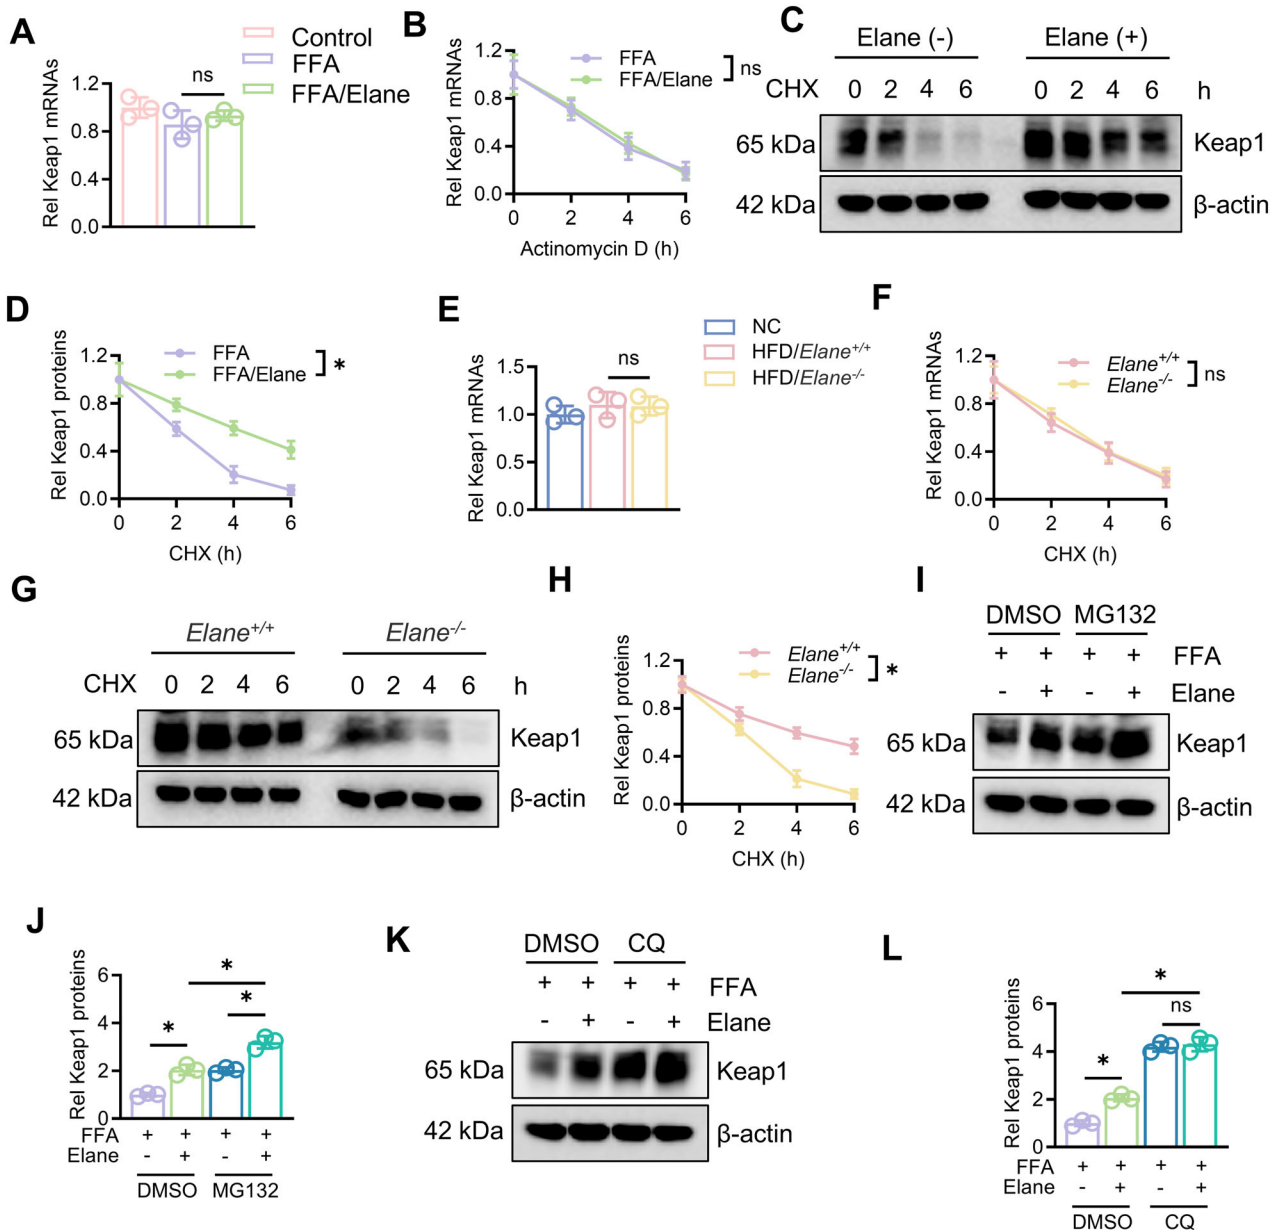 A
Control
FFA
FFA/Elane
Rel Keap1 mRNAs
1.2
0.8
0.4
0.0
ns
B
Rel Keap1 mRNAs
1.2
0.8
0.4
0.0
FFA
FFA/Elane
ns
0 2 4 6
Actinomycin D (h)
C
Elane (-) Elane (+)
CHX 0 2 4 6 0 2 4 6 h
65 kDa Keap1
42 kDa β-actin
D
Rel Keap1 proteins
1.2
0.8
0.4
0.0
FFA
FFA/Elane
*
0 2 4 6
CHX (h)
E
Rel Keap1 mRNAs
1.5
1.0
0.5
0.0
ns
NC
HFD/Elane+/+
HFD/Elane-/-
F
Rel Keap1 mRNAs
1.2
0.8
0.4
0.0
Elane+/+
Elane-/-
ns
0 2 4 6
CHX (h)
G
Elane+/+ Elane-/-
CHX 0 2 4 6 0 2 4 6 h
65 kDa Keap1
42 kDa β-actin
H
Rel Keap1 proteins
1.2
0.8
0.4
0.0
Elane+/+
Elane-/-
*
0 2 4 6
CHX (h)
I
DMSO MG132
+ + + + FFA
- + - + Elane
65 kDa Keap1
42 kDa β-actin
J
Rel Keap1 proteins
6
4
2
0
*
*
*
FFA + + + +
Elane - + - +
DMSO MG132
K
DMSO CQ
+ + + + FFA
- + - + Elane
65 kDa Keap1
42 kDa β-actin
L
Rel Keap1 proteins
6
4
2
0
*
ns
*
FFA + + + +
Elane - + - +
DMSO CQ